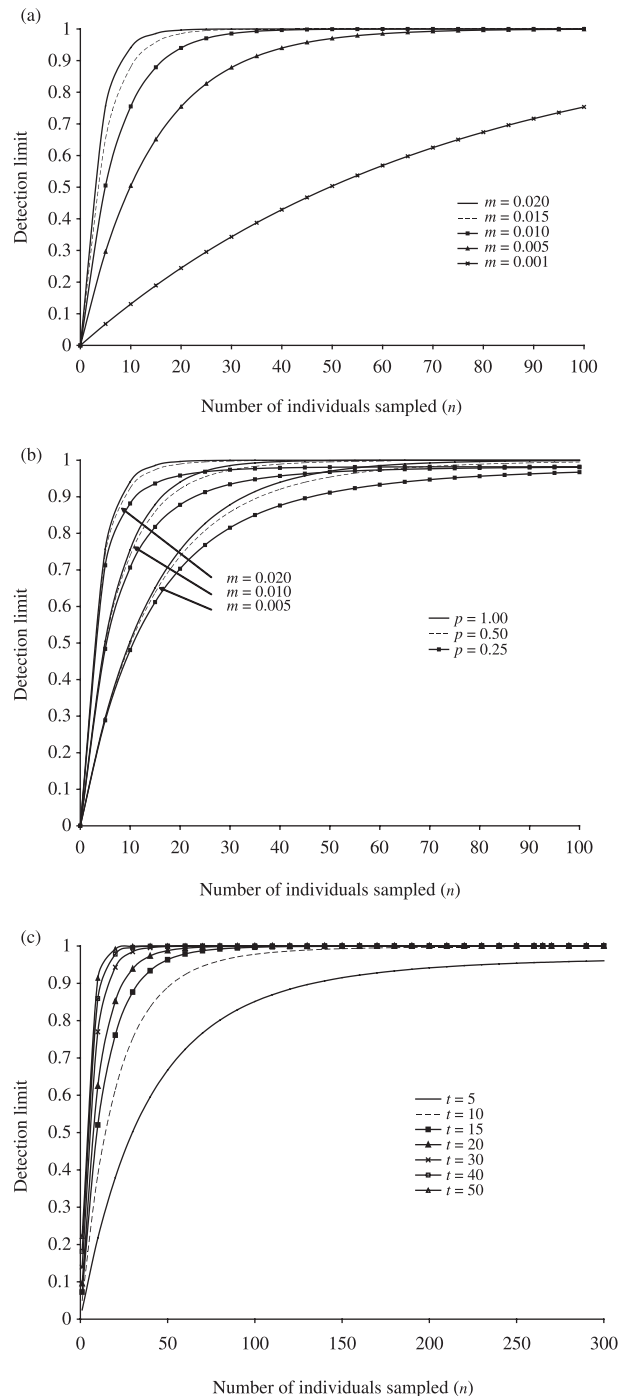 (a)
1
0.9
0.8
0.7
0.6
0.5
0.4
0.3
0.2
0.1
0
Detection limit
m = 0.020
m = 0.015
m = 0.010
m = 0.005
m = 0.001
0 10 20 30 40 50 60 70 80 90 100
Number of individuals sampled (n)
(b)
1
0.9
0.8
0.7
0.6
0.5
0.4
0.3
0.2
0.1
0
Detection limit
m = 0.020
m = 0.010
m = 0.005
p = 1.00
p = 0.50
p = 0.25
0 10 20 30 40 50 60 70 80 90 100
Number of individuals sampled (n)
(c)
1
0.9
0.8
0.7
0.6
0.5
0.4
0.3
0.2
0.1
0
Detection limit
t = 5
t = 10
t = 15
t = 20
t = 30
t = 40
t = 50
0 50 100 150 200 250 300
Number of individuals sampled (n)